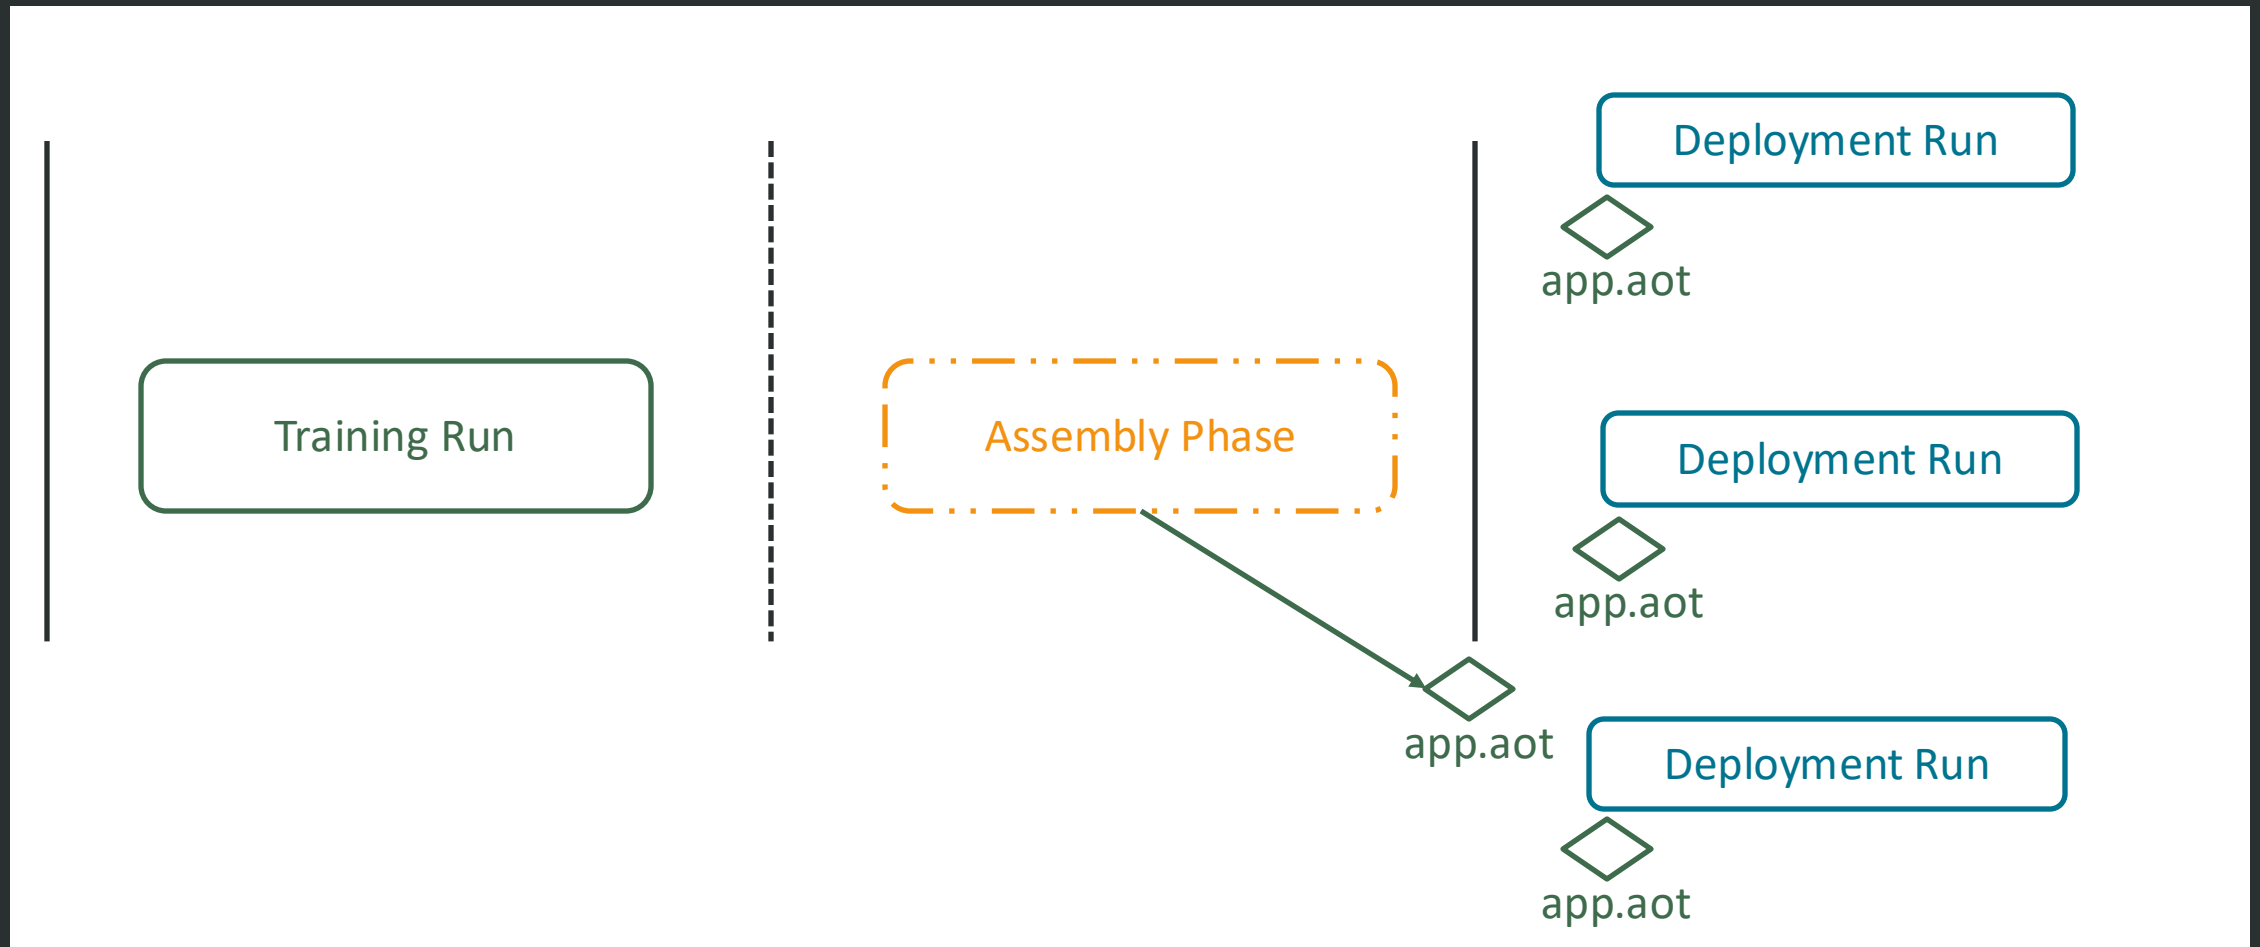 Training Run
Assembly Phase
app.aot
Deployment Run
app.aot
Deployment Run
app.aot
Deployment Run
app.aot